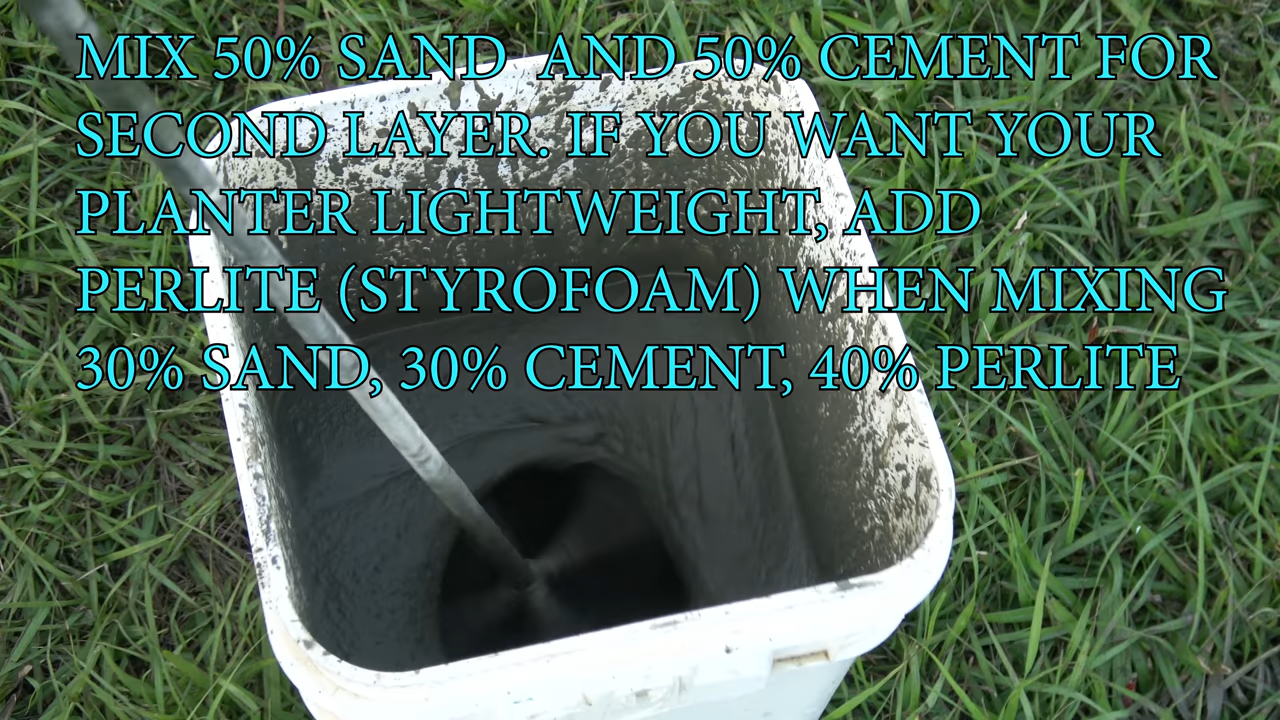 MIX 50% SAND AND 50% CEMENT FOR
SECOND LAYER. IF YOU WANT YOUR
PLANTER LIGHTWEIGHT, ADD
PERLITE (STYROFOAM) WHEN MIXING
30% SAND, 30% CEMENT, 40% PERLITE